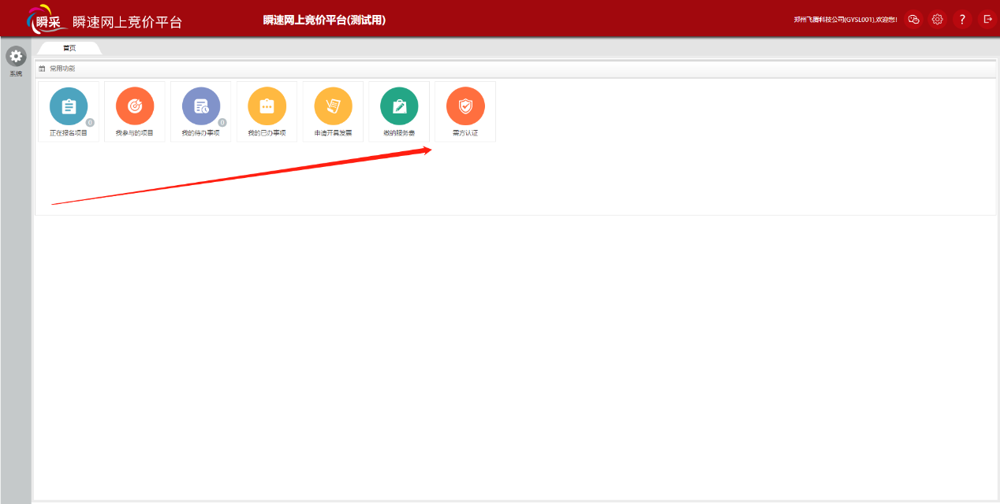 瞬采 瞬速网上竞价平台
瞬速网上竞价平台(测试用)
郑州飞腾科技公司(GYSL001),欢迎您!
?
系统
首页
常用功能
0
正在报名项目
我参与的项目
0
我的待办事项
我的已办事项
申请开具发票
缴纳服务费
需方认证